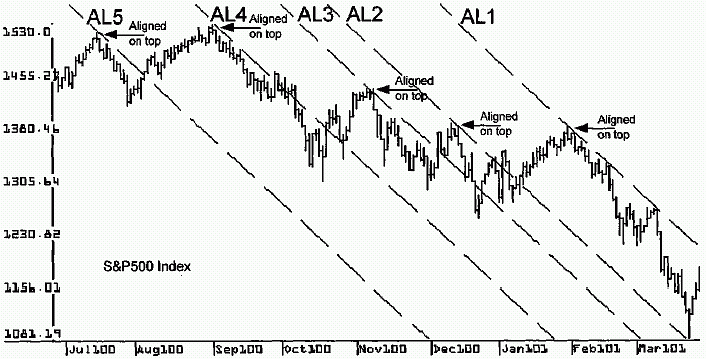 AL5 AL4 AL3 AL2 AL1
Aligned
on top
Aligned
on top
Aligned
on top
Aligned
on top
Aligned
on top
1530.0
1455.21
1360.46
1305.64
1230.82
1156.01
1081.19
S&P500 Index
Jul100 Aug100 Sep100 Oct100 Nov100 Dec100 Jan101 Feb101 Mar101